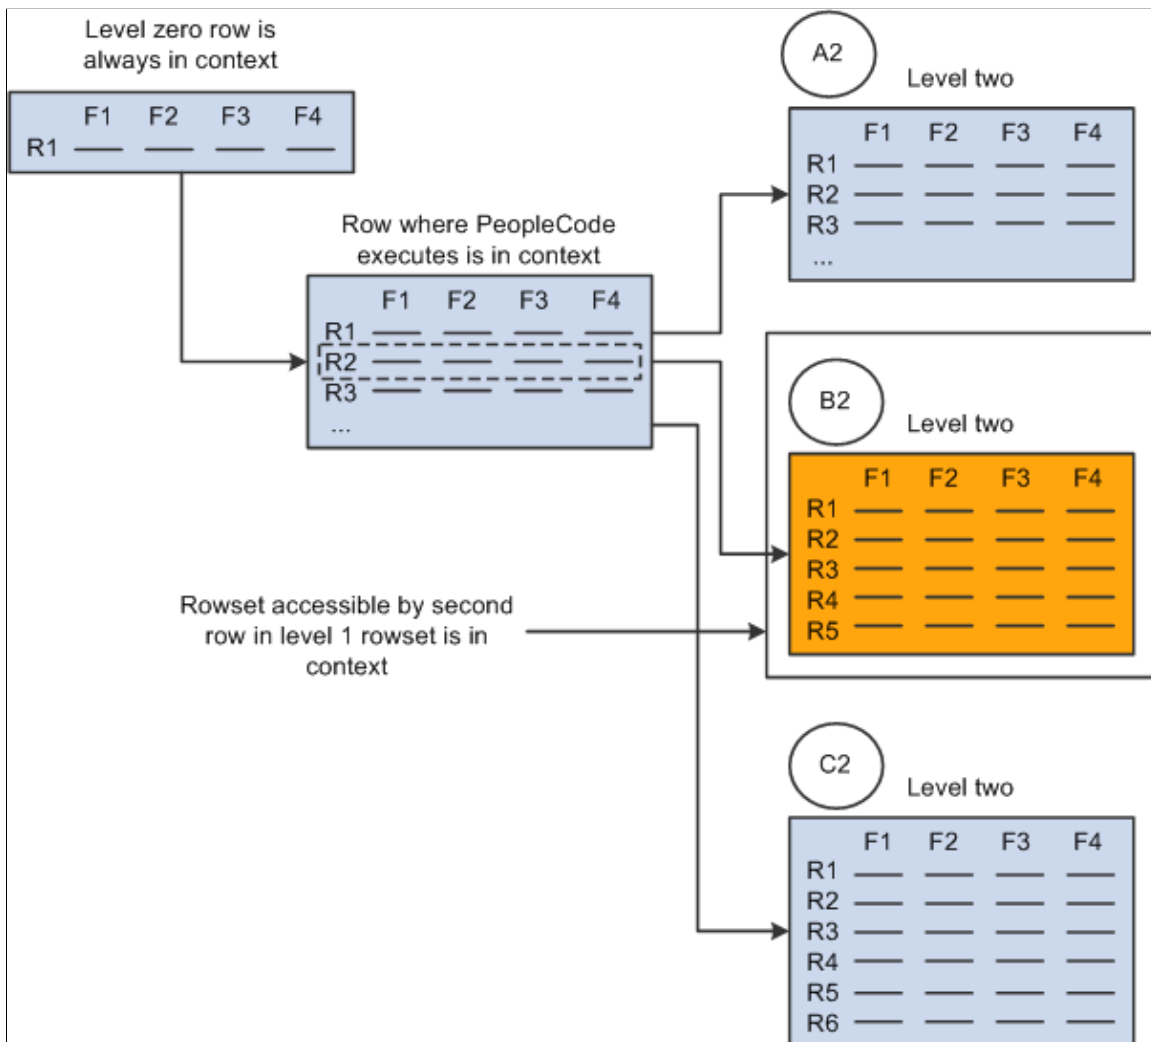 Level zero row is
always in context
F1 F2 F3 F4
R1
Row where PeopleCode
executes is in context
F1 F2 F3 F4
R1
R2
R3
...
A2
Level two
F1 F2 F3 F4
R1
R2
R3
...
B2
Level two
F1 F2 F3 F4
R1
R2
R3
R4
R5
Rowset accessible by second
row in level 1 rowset is in
context
C2
Level two
F1 F2 F3 F4
R1
R2
R3
R4
R5
R6